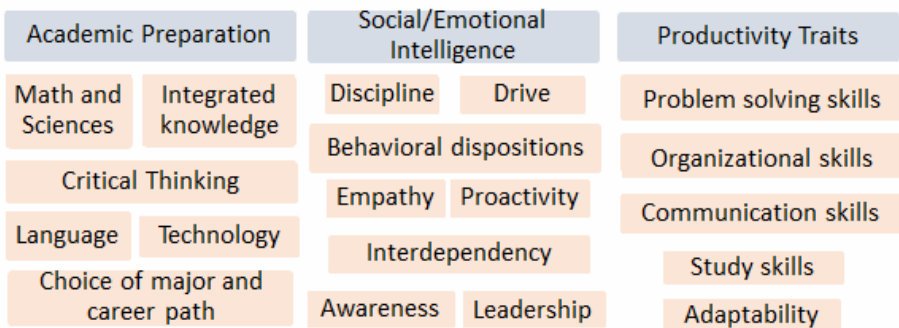 Academic Preparation
Math and
Sciences
Integrated
knowledge
Critical Thinking
Language
Technology
Choice of major and
career path
Social/Emotional
Intelligence
Discipline
Drive
Behavioral dispositions
Empathy
Proactivity
Interdependency
Awareness
Leadership
Productivity Traits
Problem solving skills
Organizational skills
Communication skills
Study skills
Adaptability